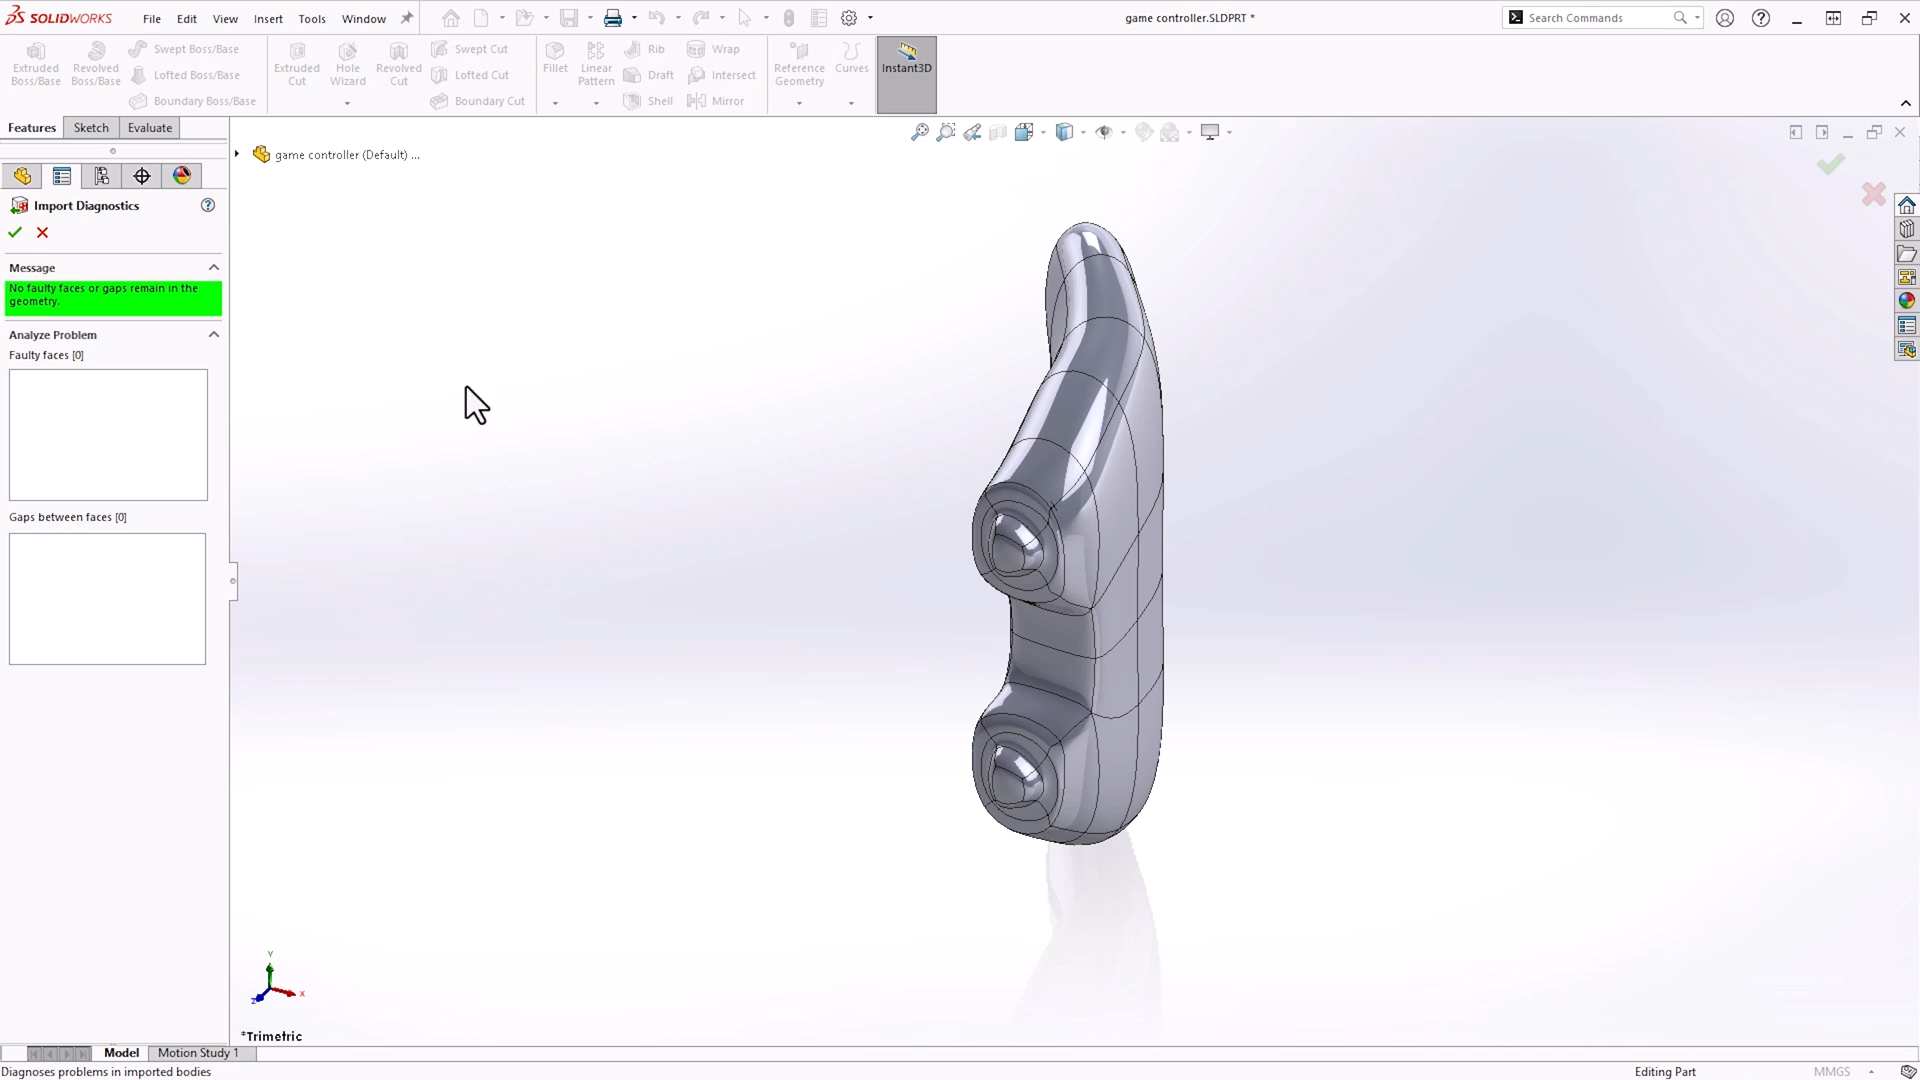 SOLIDWORKS
File Edit View Insert Tools Window
game controller.SLDPRT *
Search Commands
Extruded Boss/Base
Revolved Boss/Base
Swept Boss/Base
Lofted Boss/Base
Boundary Boss/Base
Extruded Cut
Hole Wizard
Revolved Cut
Swept Cut
Lofted Cut
Boundary Cut
Fillet
Linear Pattern
Rib
Draft
Shell
Wrap
Intersect
Mirror
Reference Geometry
Curves
Instant3D
Features Sketch Evaluate
game controller (Default) ...
Import Diagnostics
Message
No faulty faces or gaps remain in the
geometry.
Analyze Problem
Faulty faces [0]
Gaps between faces [0]
Y
X
Z
*Trimetric
Model Motion Study 1
Diagnoses problems in imported bodies
Editing Part
MMGS